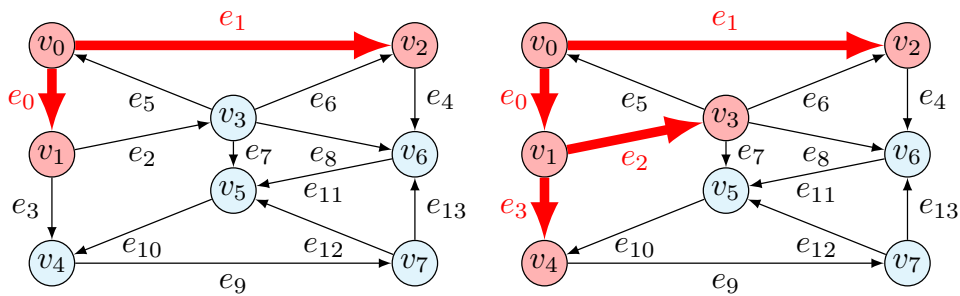 e₁ e₁
v₀ v₂ v₀ v₂
e₀ e₅ e₆ e₄ e₀ e₅ e₆ e₄
v₃ v₃
v₁ e₂ e₇ e₈ v₆ v₁ e₂ e₇ e₈ v₆
v₅ e₁₁ v₅ e₁₁
e₃ e₁₃ e₃ e₁₃
e₁₀ e₁₂ e₁₀ e₁₂
v₄ v₇ v₄ v₇
e₉ e₉